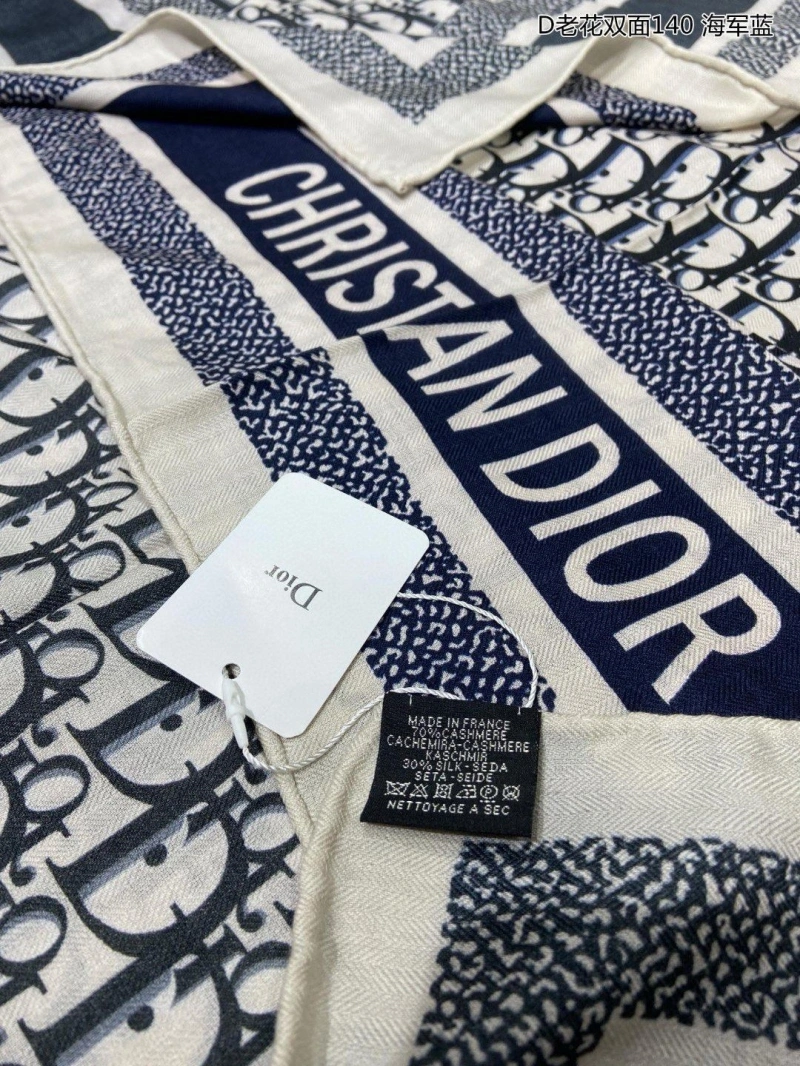 D老花双面140 海军蓝
CHRISTIAN DIOR
Dior
MADE IN FRANCE
70%CASHMERE
CACHEMIRA-CASHMERE
KASCHMIR
30% SILK-SEDA
SETA-SEIDE
NETTOYAGE A SEC